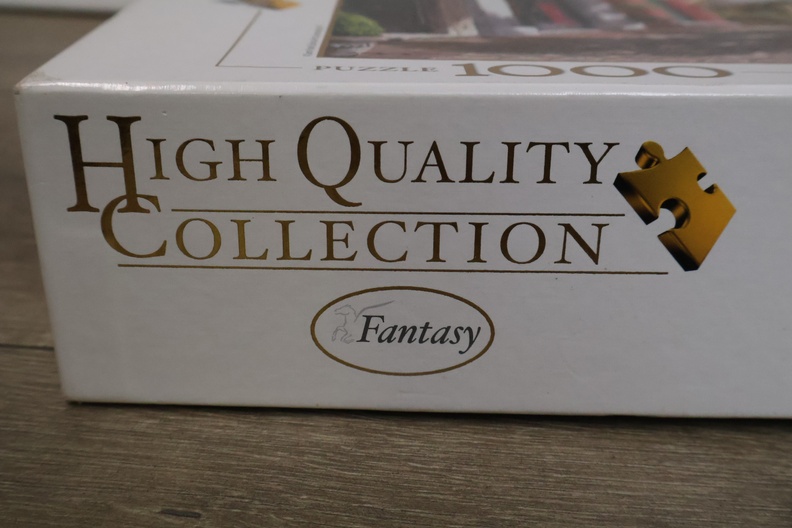 PUZZLE 1000
HIGH QUALITY
COLLECTION
Fantasy